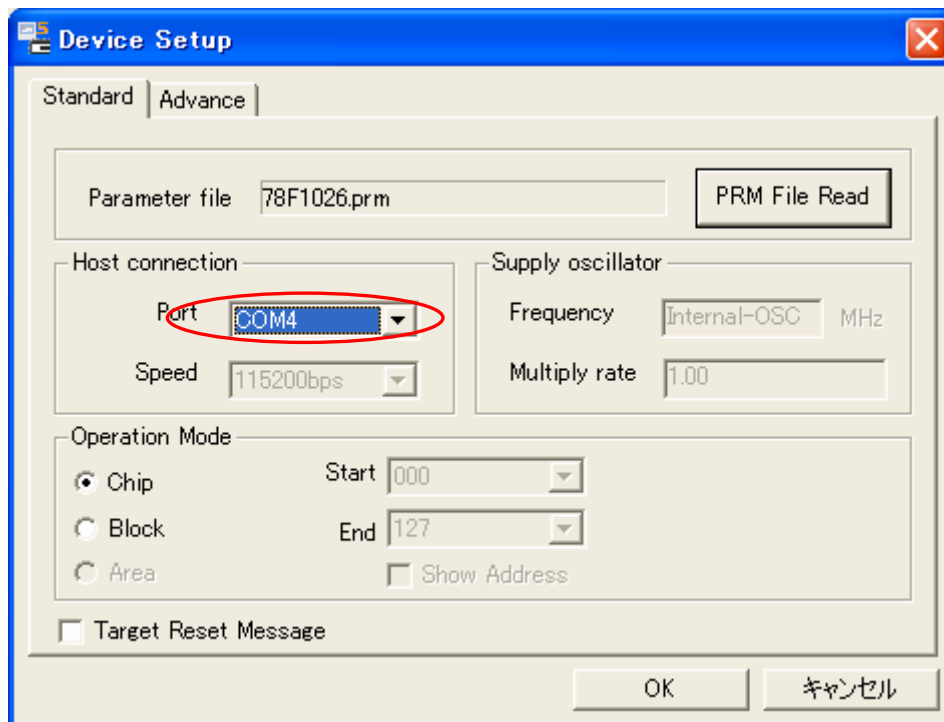 Device Setup
Standard Advance
Parameter file 78F1026.prm PRM File Read
Host connection
Port COM4
Speed 115200bps
Supply oscillator
Frequency Internal-OSC MHz
Multiply rate 1.00
Operation Mode
Chip
Block
Area
Start 000
End 127
Show Address
Target Reset Message
OK キャンセル